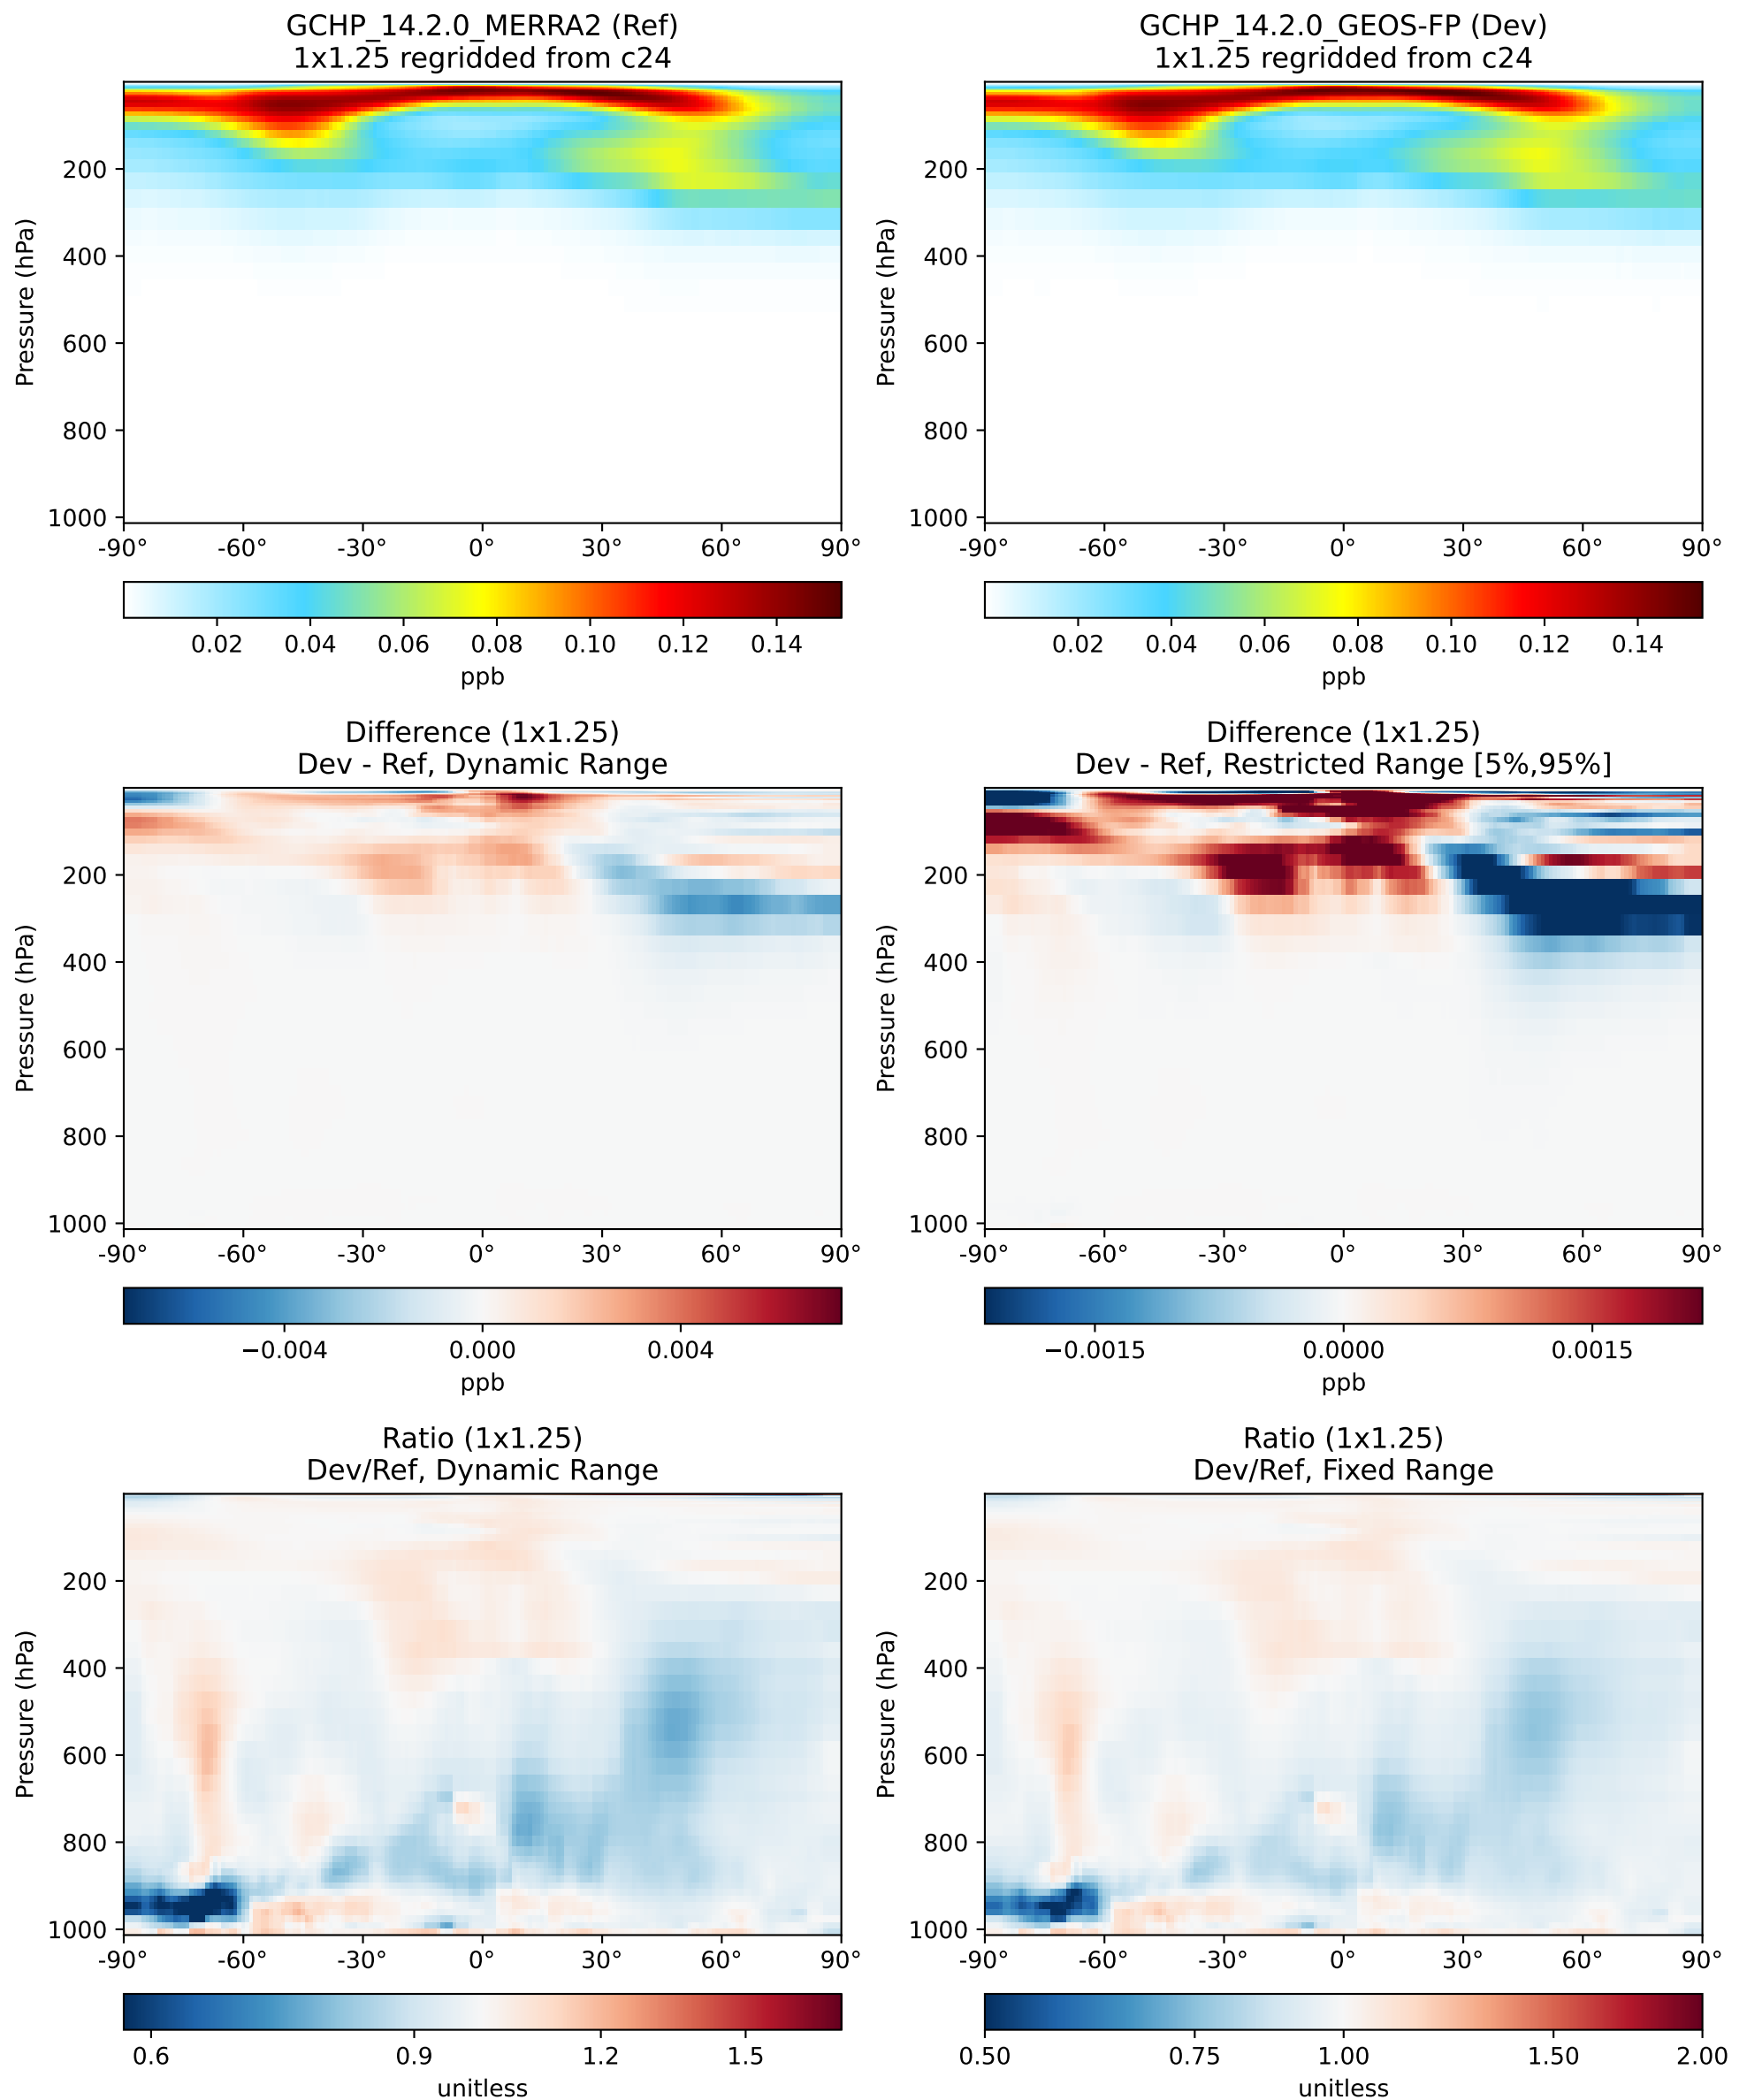 GCHP_14.2.0_MERRA2 (Ref)
1x1.25 regridded from c24
Pressure (hPa)
200
400
600
800
1000
-90° -60° -30° 0° 30° 60° 90°
0.02 0.04 0.06 0.08 0.10 0.12 0.14
ppb
GCHP_14.2.0_GEOS-FP (Dev)
1x1.25 regridded from c24
Pressure (hPa)
200
400
600
800
1000
-90° -60° -30° 0° 30° 60° 90°
0.02 0.04 0.06 0.08 0.10 0.12 0.14
ppb
Difference (1x1.25)
Dev - Ref, Dynamic Range
Pressure (hPa)
200
400
600
800
1000
-90° -60° -30° 0° 30° 60° 90°
−0.004 0.000 0.004
ppb
Difference (1x1.25)
Dev - Ref, Restricted Range [5%,95%]
Pressure (hPa)
200
400
600
800
1000
-90° -60° -30° 0° 30° 60° 90°
−0.0015 0.0000 0.0015
ppb
Ratio (1x1.25)
Dev/Ref, Dynamic Range
Pressure (hPa)
200
400
600
800
1000
-90° -60° -30° 0° 30° 60° 90°
0.6 0.9 1.2 1.5
unitless
Ratio (1x1.25)
Dev/Ref, Fixed Range
Pressure (hPa)
200
400
600
800
1000
-90° -60° -30° 0° 30° 60° 90°
0.50 0.75 1.00 1.50 2.00
unitless